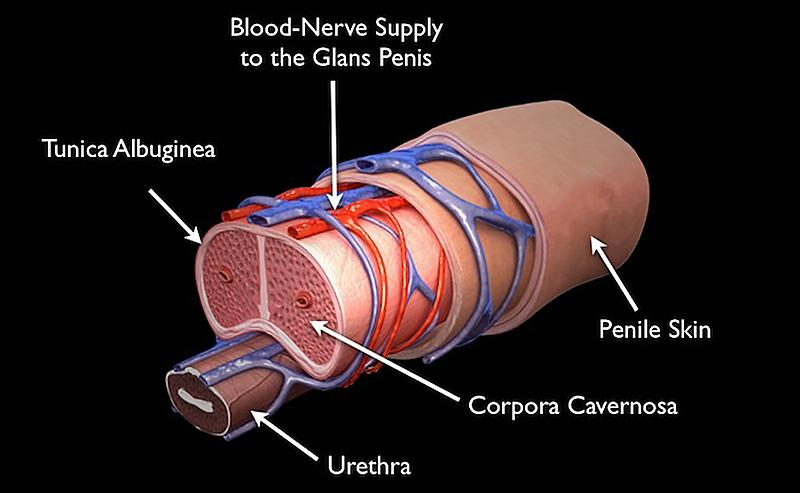 Blood-Nerve Supply
to the Glans Penis
Tunica Albuginea
Penile Skin
Corpora Cavernosa
Urethra